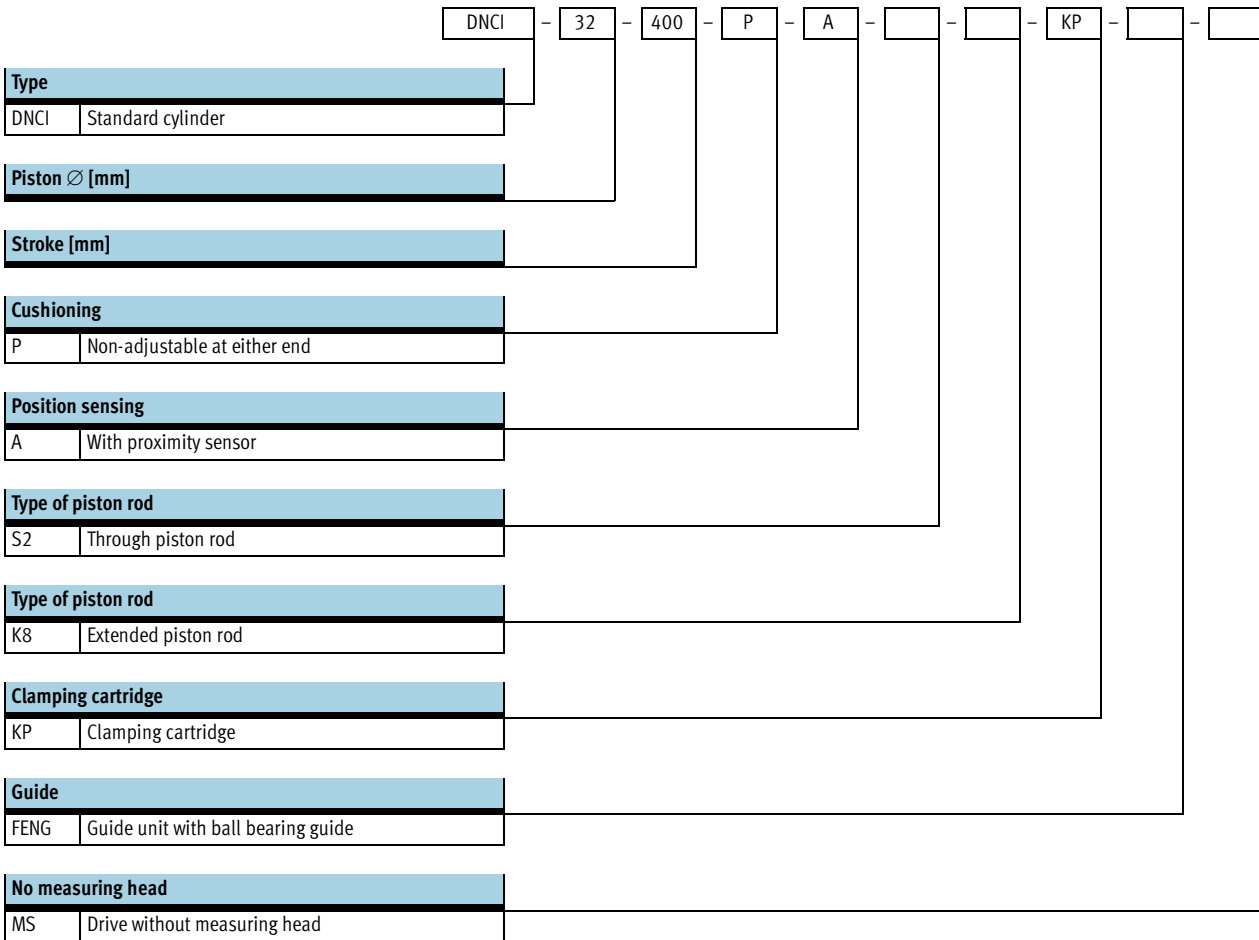 DNCI – 32 – 400 – P – A – – – KP – –
Type
DNCI Standard cylinder
Piston ∅ [mm]
Stroke [mm]
Cushioning
P Non-adjustable at either end
Position sensing
A With proximity sensor
Type of piston rod
S2 Through piston rod
Type of piston rod
K8 Extended piston rod
Clamping cartridge
KP Clamping cartridge
Guide
FENG Guide unit with ball bearing guide
No measuring head
MS Drive without measuring head